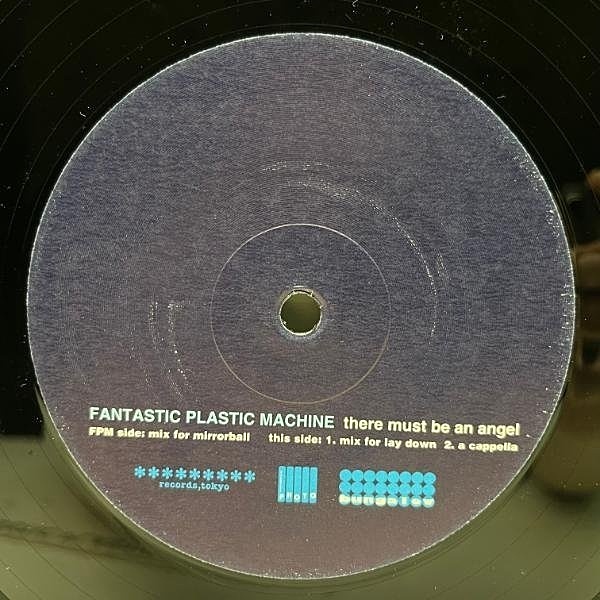 FANTASTIC PLASTIC MACHINE there must be an angel
FPM side: mix for mirrorball this side: 1. mix for lay down 2. a cappella
*********
records,tokyo
PROTO